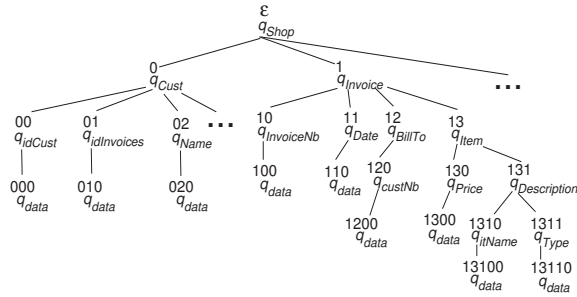 ε
q_Shop
0 1
q_Cust q_Invoice ...
00 01 02 ... 10 11 12 13
q_idCust q_idInvoices q_Name q_InvoiceNb q_Date q_BillTo q_Item
000 010 020 100 110 120 130 131
q_data q_data q_data q_data q_data q_custNb q_Price q_Description
1200 1300 1310 1311
q_data q_data q_itName q_Type
13100 13110
q_data q_data